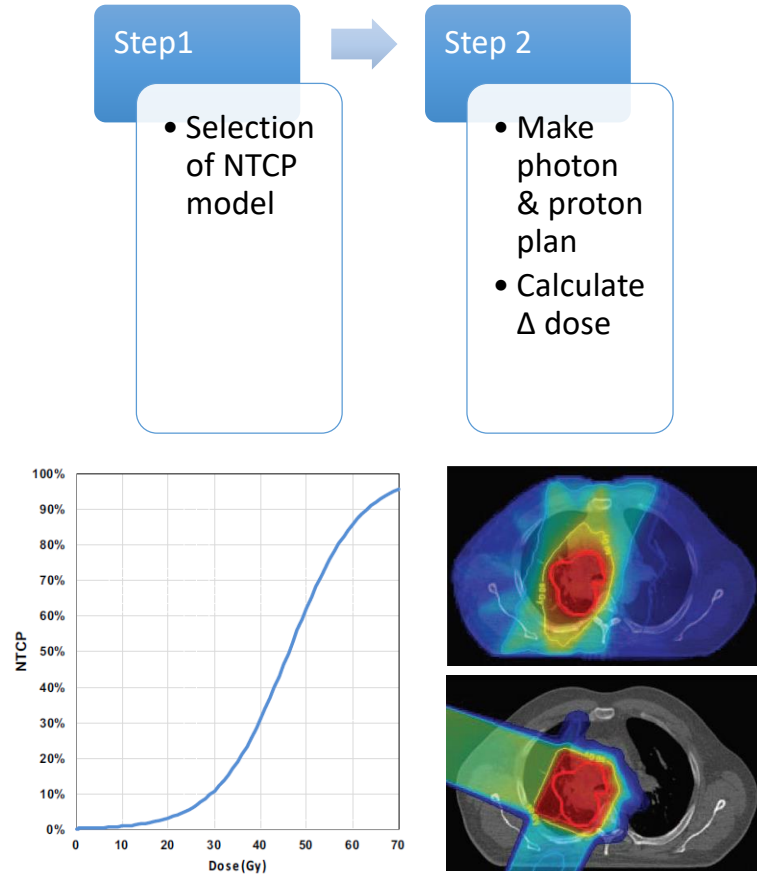 Step1
• Selection
of NTCP
model
Step 2
• Make
photon
& proton
plan
• Calculate
Δ dose
100%
90%
80%
70%
60%
50%
40%
30%
20%
10%
0%
NTCP
0 10 20 30 40 50 60 70
Dose(Gy)